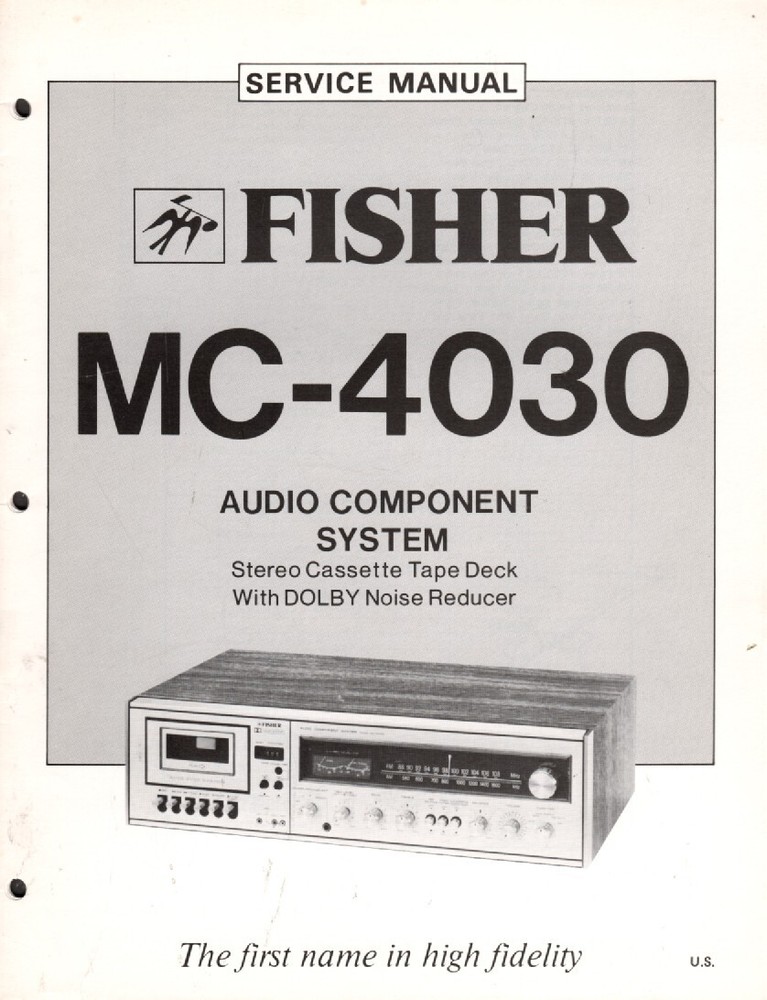 SERVICE MANUAL
FISHER
MC-4030
AUDIO COMPONENT
SYSTEM
Stereo Cassette Tape Deck
With DOLBY Noise Reducer
FISHER
The first name in high fidelity
U.S.